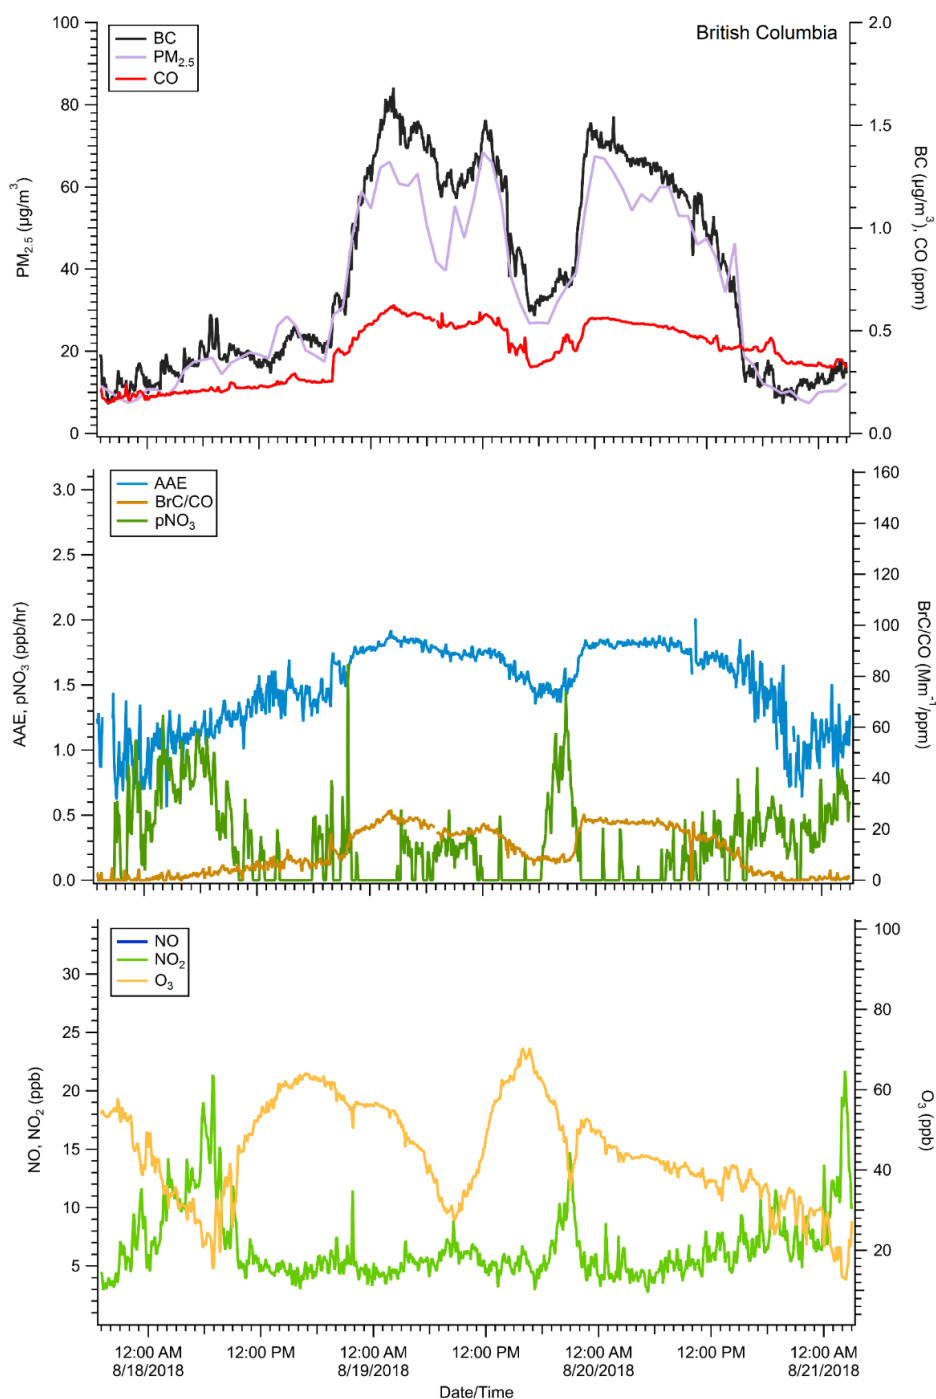 British Columbia
BC
PM2.5
CO
100
80
60
40
20
0
PM2.5 (µg/m3)
2.0
1.5
1.0
0.5
0.0
BC (µg/m3), CO (ppm)
AAE
BrC/CO
pNO3
3.0
2.5
2.0
1.5
1.0
0.5
0.0
AAE, pNO3 (ppb/hr)
160
140
120
100
80
60
40
20
0
BrC/CO (Mm-1/ppm)
NO
NO2
O3
30
25
20
15
10
5
NO, NO2 (ppb)
100
80
60
40
20
O3 (ppb)
12:00 AM
8/18/2018
12:00 PM
12:00 AM
8/19/2018
12:00 PM
12:00 AM
8/20/2018
12:00 PM
12:00 AM
8/21/2018
Date/Time